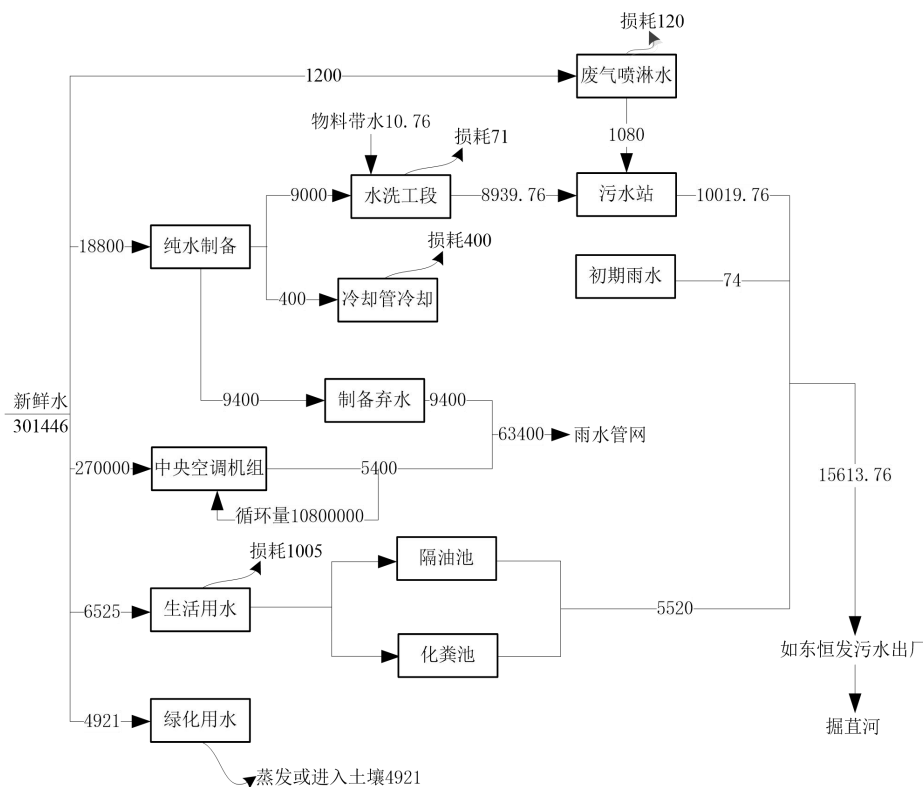 损耗120
1200
废气喷淋水
物料带水10.76
损耗71
1080
9000
水洗工段
8939.76
污水站
10019.76
18800
纯水制备
损耗400
初期雨水
74
400
冷却管冷却
新鲜水
301446
9400
制备弃水
9400
63400
雨水管网
270000
中央空调机组
5400
15613.76
循环量10800000
损耗1005
隔油池
6525
生活用水
5520
化粪池
如东恒发污水出厂
4921
绿化用水
掘苴河
蒸发或进入土壤4921